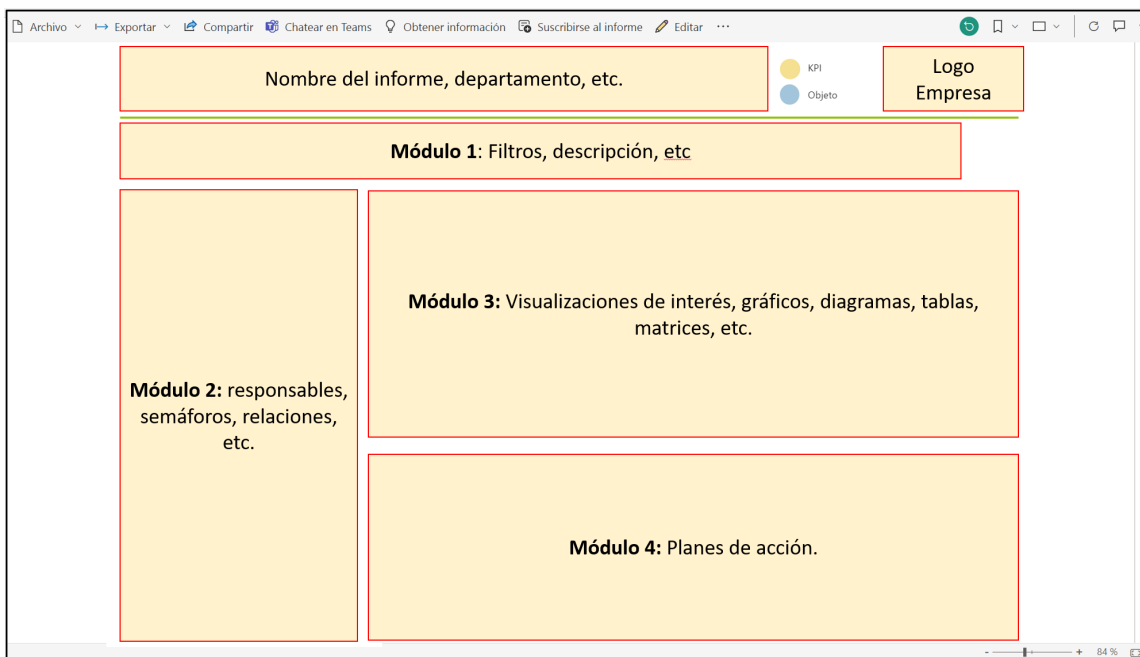 Archivo Exportar Compartir Chatear en Teams Obtener información Suscribirse al informe Editar ...
Nombre del informe, departamento, etc.
KPI
Objeto
Logo
Empresa
Módulo 1: Filtros, descripción, etc
Módulo 2: responsables,
semáforos, relaciones,
etc.
Módulo 3: Visualizaciones de interés, gráficos, diagramas, tablas,
matrices, etc.
Módulo 4: Planes de acción.
- + 84 %